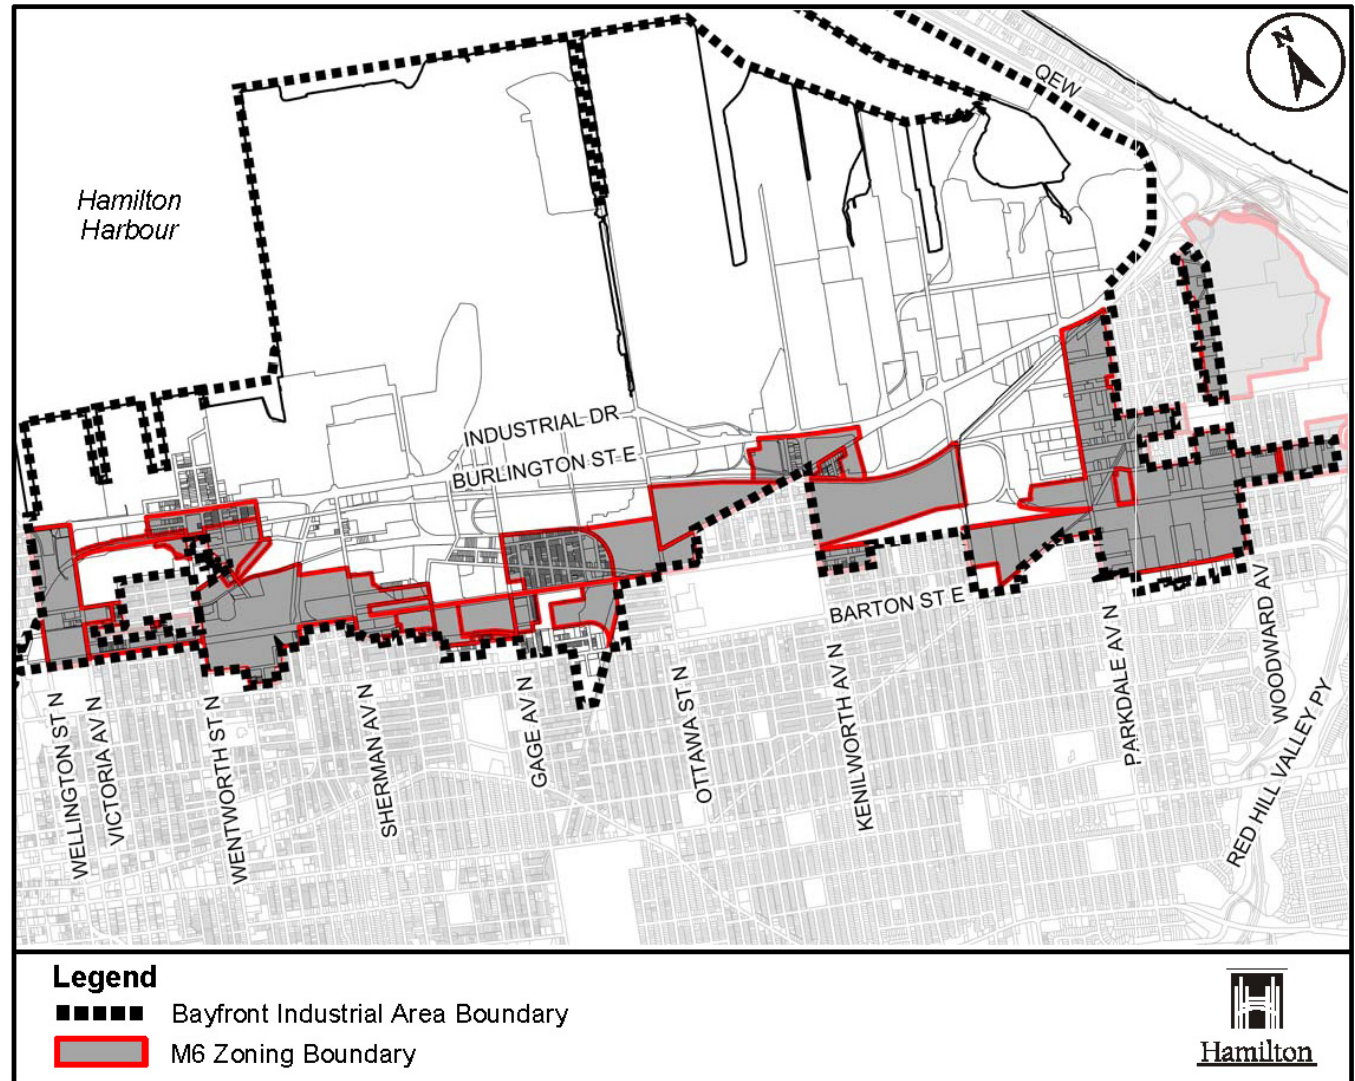 N
QEW
Hamilton
Harbour
INDUSTRIAL DR
BURLINGTON ST E
BARTON ST E
WELLINGTON ST N
VICTORIA AV N
WENTWORTH ST N
SHERMAN AV N
GAGE AV N
OTTAWA ST N
KENILWORTH AV N
PARKDALE AV N
WOODWARD AV
RED HILL VALLEY PY
Legend
Bayfront Industrial Area Boundary
M6 Zoning Boundary
Hamilton